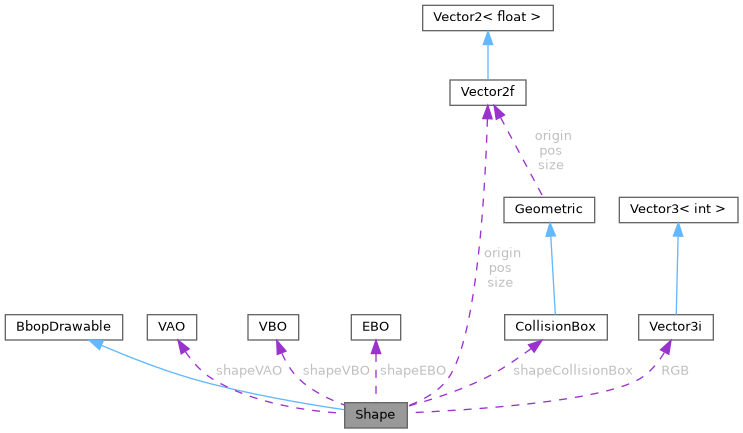 Vector2< float >
Vector2f
origin
pos
size
Geometric
Vector3< int >
origin
pos
size
BbopDrawable
VAO
VBO
EBO
CollisionBox
Vector3i
shapeVAO
shapeVBO
shapeEBO
shapeCollisionBox
RGB
Shape